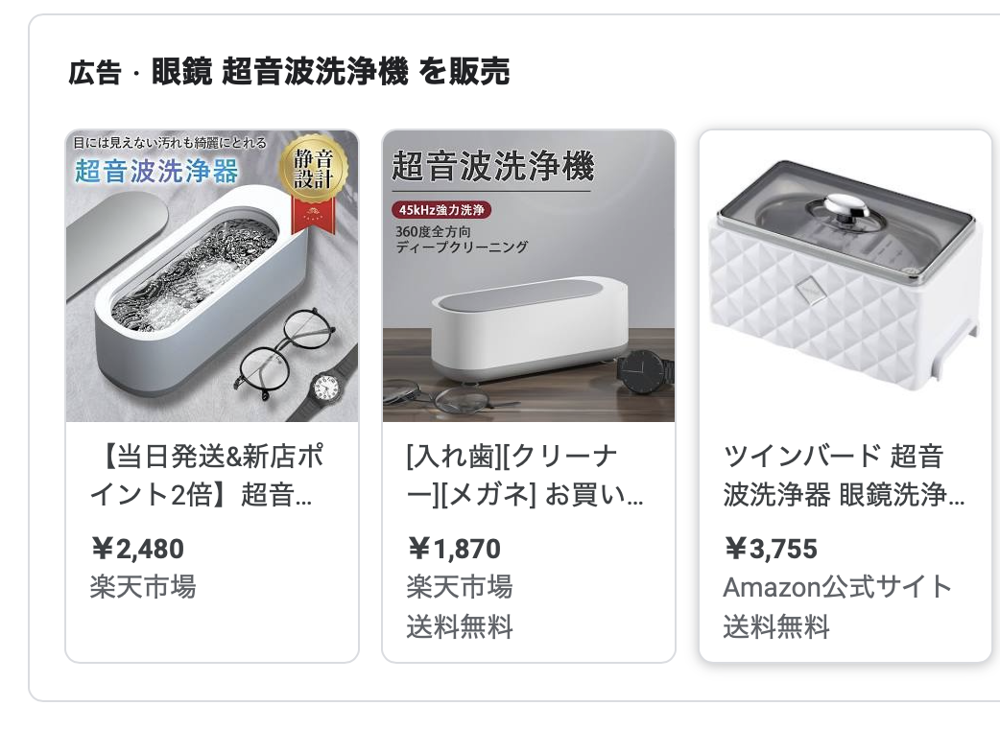 広告・眼鏡 超音波洗浄機 を販売
目には見えない汚れも綺麗にとれる
超音波洗浄器
静音
設計
【当日発送&新店ポ
イント2倍】超音...
¥2,480
楽天市場
超音波洗浄機
45kHz強力洗浄
360度全方向
ディープクリーニング
[入れ歯][クリーナ
ー][メガネ] お買い...
¥1,870
楽天市場
送料無料
ツインバード 超音
波洗浄器 眼鏡洗浄...
¥3,755
Amazon公式サイト
送料無料